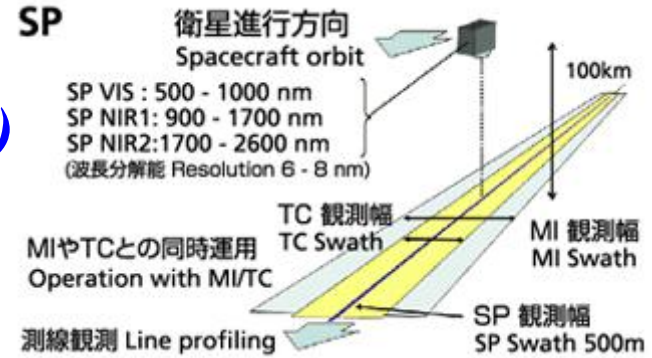 SP
衛星進行方向
Spacecraft orbit
100km
SP VIS : 500 - 1000 nm
SP NIR1: 900 - 1700 nm
SP NIR2:1700 - 2600 nm
(波長分解能 Resolution 6 - 8 nm)
TC 観測幅
TC Swath
MI 観測幅
MI Swath
MIやTCとの同時運用
Operation with MI/TC
SP 観測幅
SP Swath 500m
測線観測 Line profiling